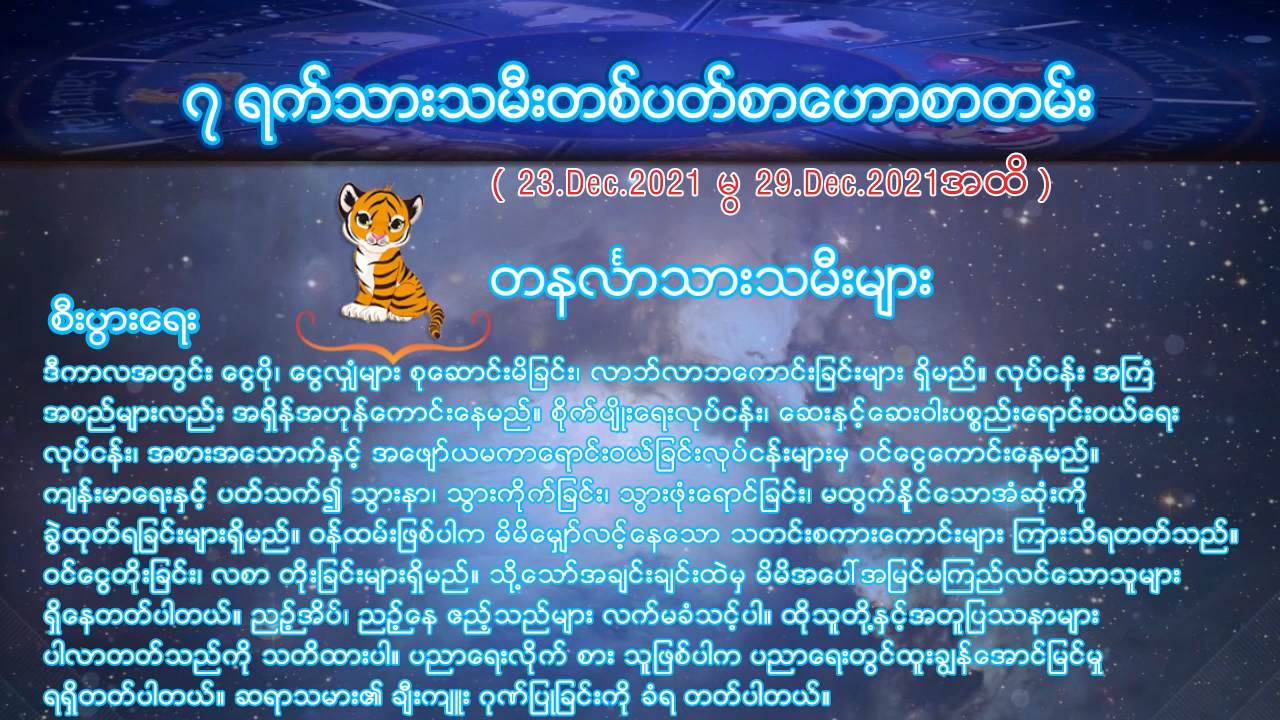 ၇ ရက်သားသမီးတစ်ပတ်စာဟောစာတမ်း
( 23.Dec.2021 မှ 29.Dec.2021အထိ )
တနင်္လာသားသမီးများ
စီးပွားရေး
ဒီကာလအတွင်း ငွေပို၊ ငွေလျှံများ စုဆောင်းမိခြင်း၊ လာဘ်လာဘကောင်းခြင်းများ ရှိမည်။ လုပ်ငန်း အကြံ
အစည်များလည်း အရှိန်အဟုန်ကောင်းနေမည်။ စိုက်ပျိုးရေးလုပ်ငန်း၊ ဆေးနှင့်ဆေးဝါးပစ္စည်းရောင်းဝယ်ရေး
လုပ်ငန်း၊ အစားအသောက်နှင့် အဖျော်ယမကာရောင်းဝယ်ခြင်းလုပ်ငန်းများမှ ဝင်ငွေကောင်းနေမည်။
ကျန်းမာရေးနှင့် ပတ်သက်၍ သွားနာ၊ သွားကိုက်ခြင်း၊ သွားဖုံးရောင်ခြင်း၊ မထွက်နိုင်သောအံဆုံးကို
ခွဲထုတ်ရခြင်းများရှိမည်။ ဝန်ထမ်းဖြစ်ပါက မိမိမျှော်လင့်နေသော သတင်းစကားကောင်းများ ကြားသိရတတ်သည်။
ဝင်ငွေတိုးခြင်း၊ လစာ တိုးခြင်းများရှိမည်။ သို့သော်အချင်းချင်းထဲမှ မိမိအပေါ်အမြင်မကြည်လင်သောသူများ
ရှိနေတတ်ပါတယ်။ ညဉ့်အိပ်၊ ညဉ့်နေ ဧည့်သည်များ လက်မခံသင့်ပါ။ ထိုသူတို့နှင့်အတူပြဿနာများ
ပါလာတတ်သည်ကို သတိထားပါ။ ပညာရေးလိုက် စား သူဖြစ်ပါက ပညာရေးတွင်ထူးချွန်အောင်မြင်မှု
ရရှိတတ်ပါတယ်။ ဆရာသမား၏ ချီးကျူး ဂုဏ်ပြုခြင်းကို ခံရ တတ်ပါတယ်။